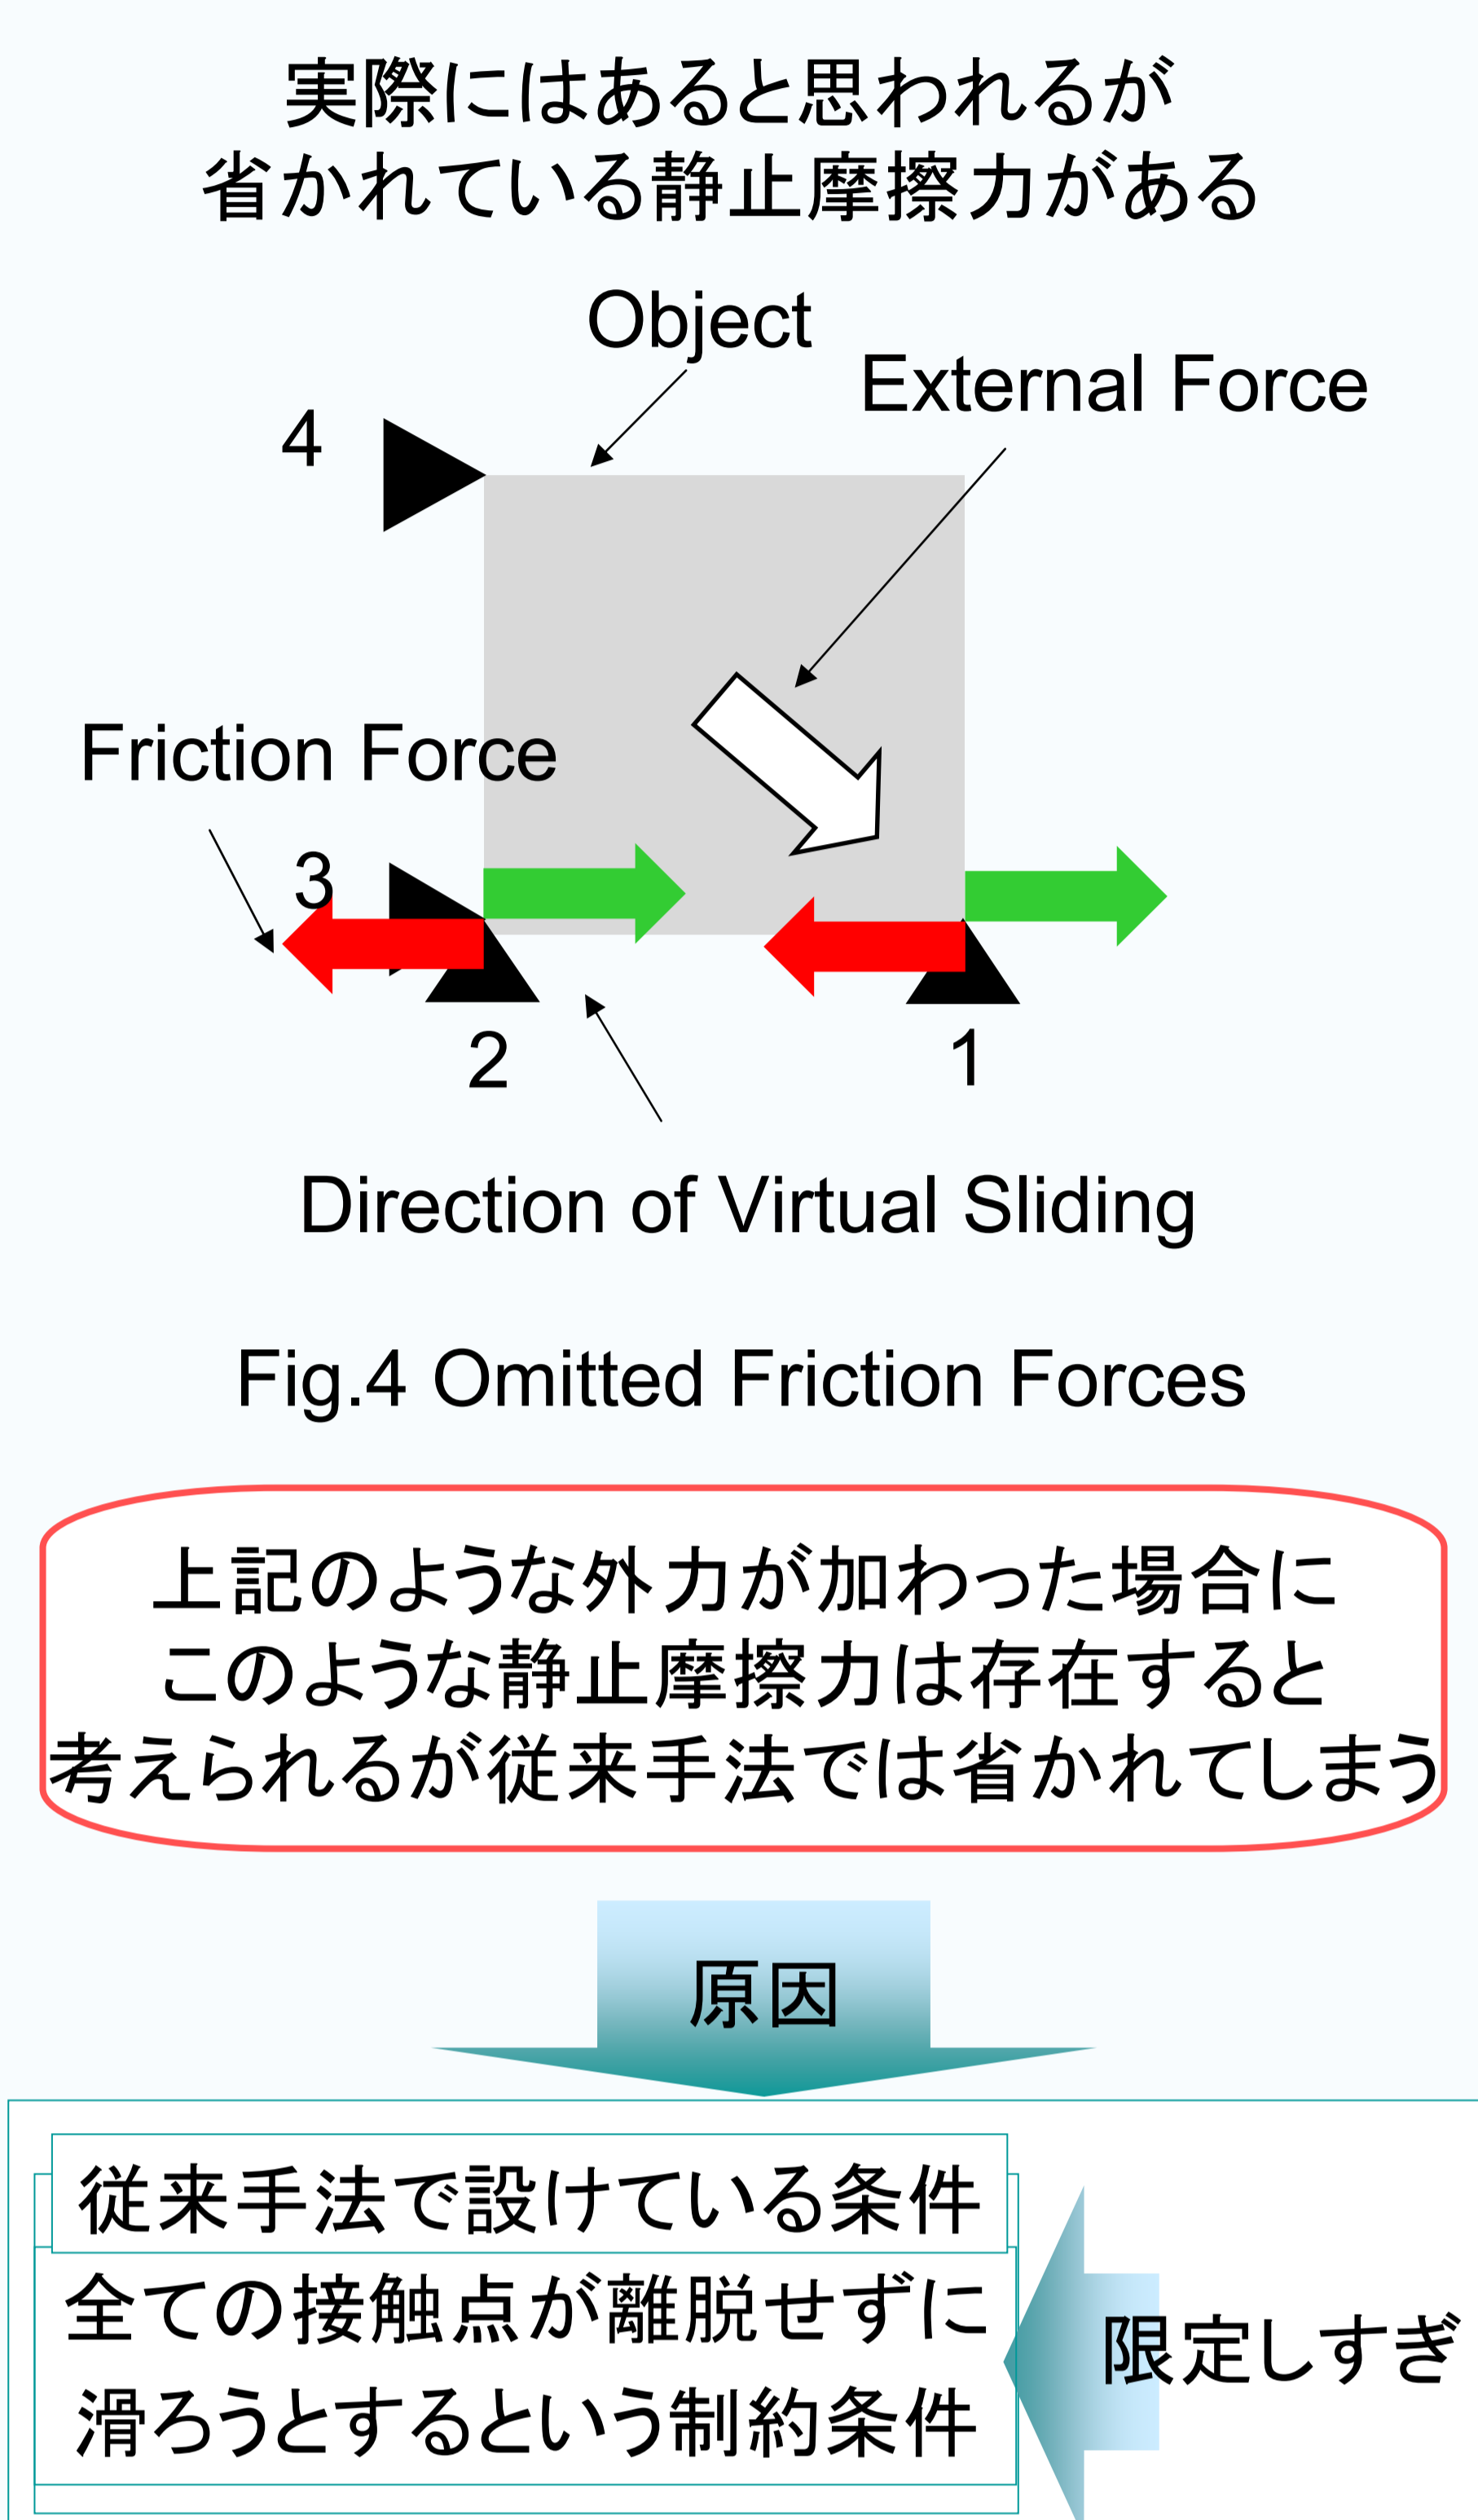 実際にはあると思われるが
省かれている静止摩擦力がある
Object
External Force
4
Friction Force
3
2
1
Direction of Virtual Sliding
Fig.4 Omitted Friction Forces
上記のような外力が加わった場合に
このような静止摩擦力は存在すると
考えられるが従来手法では省かれてしまう
原因
従来手法で設けている条件
全ての接触点が離脱せずに
滑ろうとするという制約条件
限定しすぎ